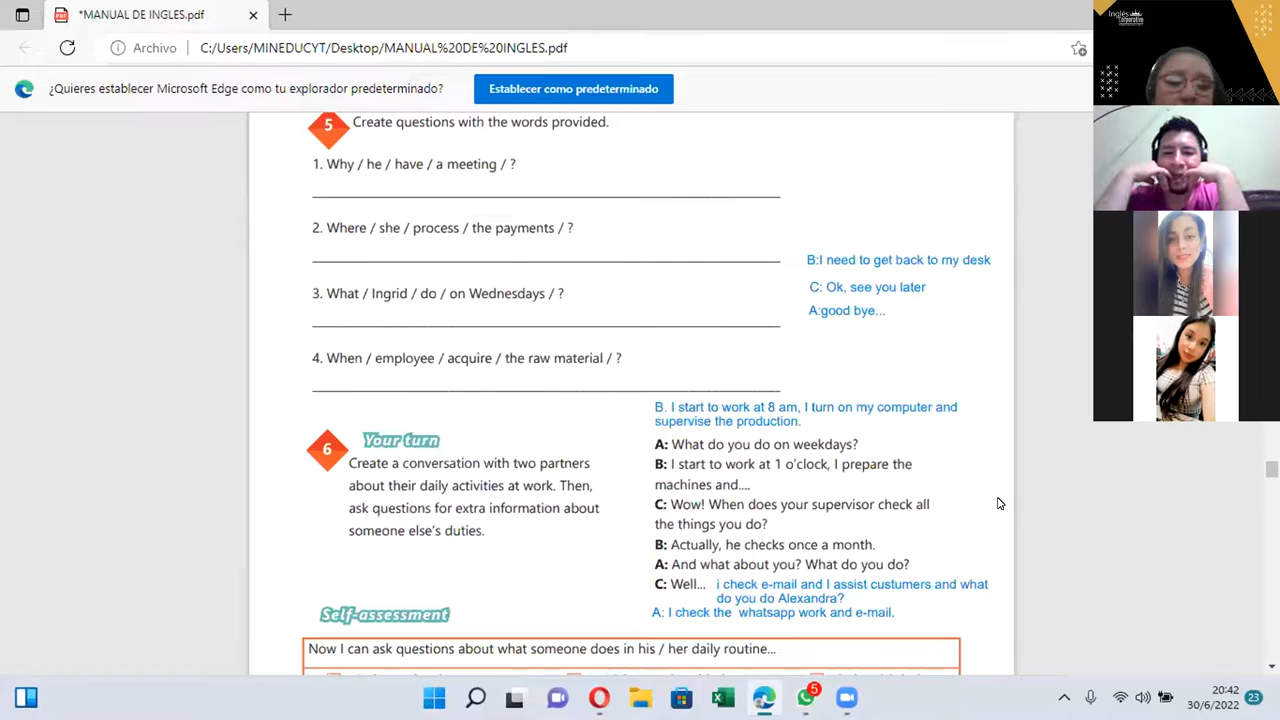 *MANUAL DE INGLES.pdf
Archivo
C:/Users/MINEDUCYT/Desktop/MANUAL%20DE%20INGLES.pdf
¿Quieres establecer Microsoft Edge como tu explorador predeterminado?
Establecer como predeterminado
Inglés
Corporativo
5
Create questions with the words provided.
1. Why / he / have / a meeting / ?
2. Where / she / process / the payments / ?
3. What / Ingrid / do / on Wednesdays / ?
4. When / employee / acquire / the raw material / ?
B:I need to get back to my desk
C: Ok, see you later
A:good bye...
6
Your turn
Create a conversation with two partners
about their daily activities at work. Then,
ask questions for extra information about
someone else's duties.
B. I start to work at 8 am, I turn on my computer and
supervise the production.
A: What do you do on weekdays?
B: I start to work at 1 o'clock, I prepare the
machines and....
C: Wow! When does your supervisor check all
the things you do?
B: Actually, he checks once a month.
A: And what about you? What do you do?
C: Well... i check e-mail and I assist custumers and what
do you do Alexandra?
A: I check the whatsapp work and e-mail.
Self-assessment
Now I can ask questions about what someone does in his / her daily routine...
5
20:42
30/6/2022
23